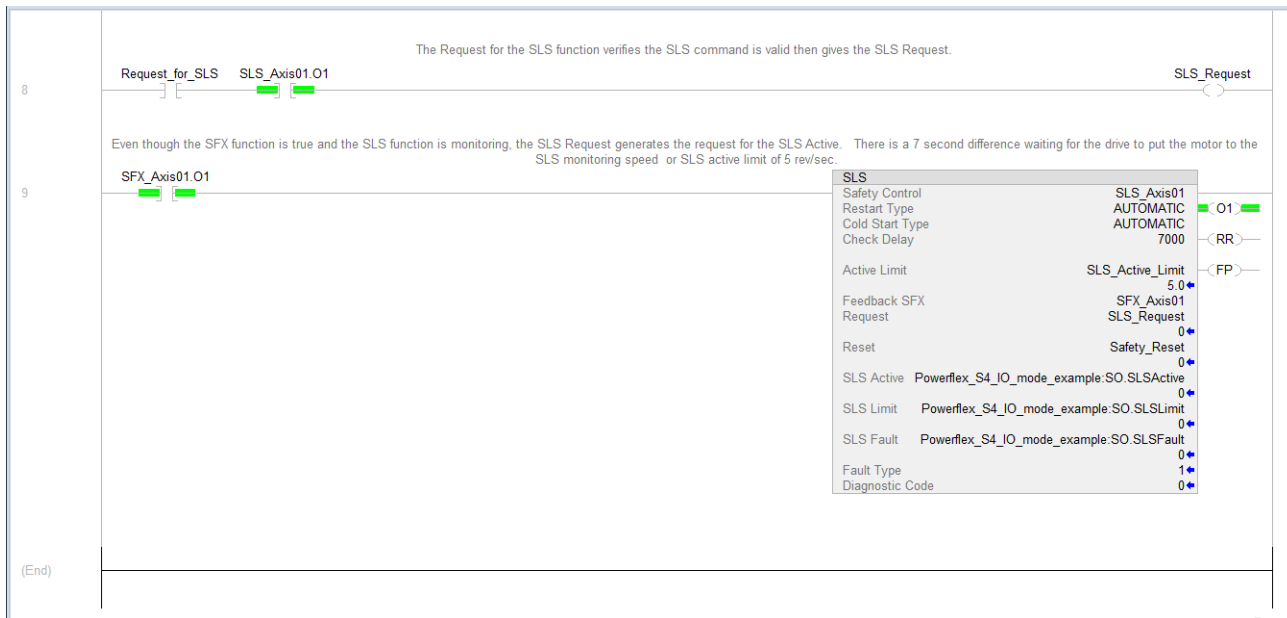 The Request for the SLS function verifies the SLS command is valid then gives the SLS Request.
Request_for_SLS SLS_Axis01.O1 SLS_Request
8
Even though the SFX function is true and the SLS function is monitoring, the SLS Request generates the request for the SLS Active. There is a 7 second difference waiting for the drive to put the motor to the
SLS monitoring speed or SLS active limit of 5 rev/sec.
SFX_Axis01.O1
9
SLS
Safety Control SLS_Axis01
Restart Type AUTOMATIC O1
Cold Start Type AUTOMATIC
Check Delay 7000 RR
Active Limit SLS_Active_Limit FP
5.0
Feedback SFX SFX_Axis01
Request SLS_Request
0
Reset Safety_Reset
0
SLS Active Powerflex_S4_IO_mode_example:SO.SLSActive
0
SLS Limit Powerflex_S4_IO_mode_example:SO.SLSLimit
0
SLS Fault Powerflex_S4_IO_mode_example:SO.SLSFault
0
Fault Type 1
Diagnostic Code 0
(End)